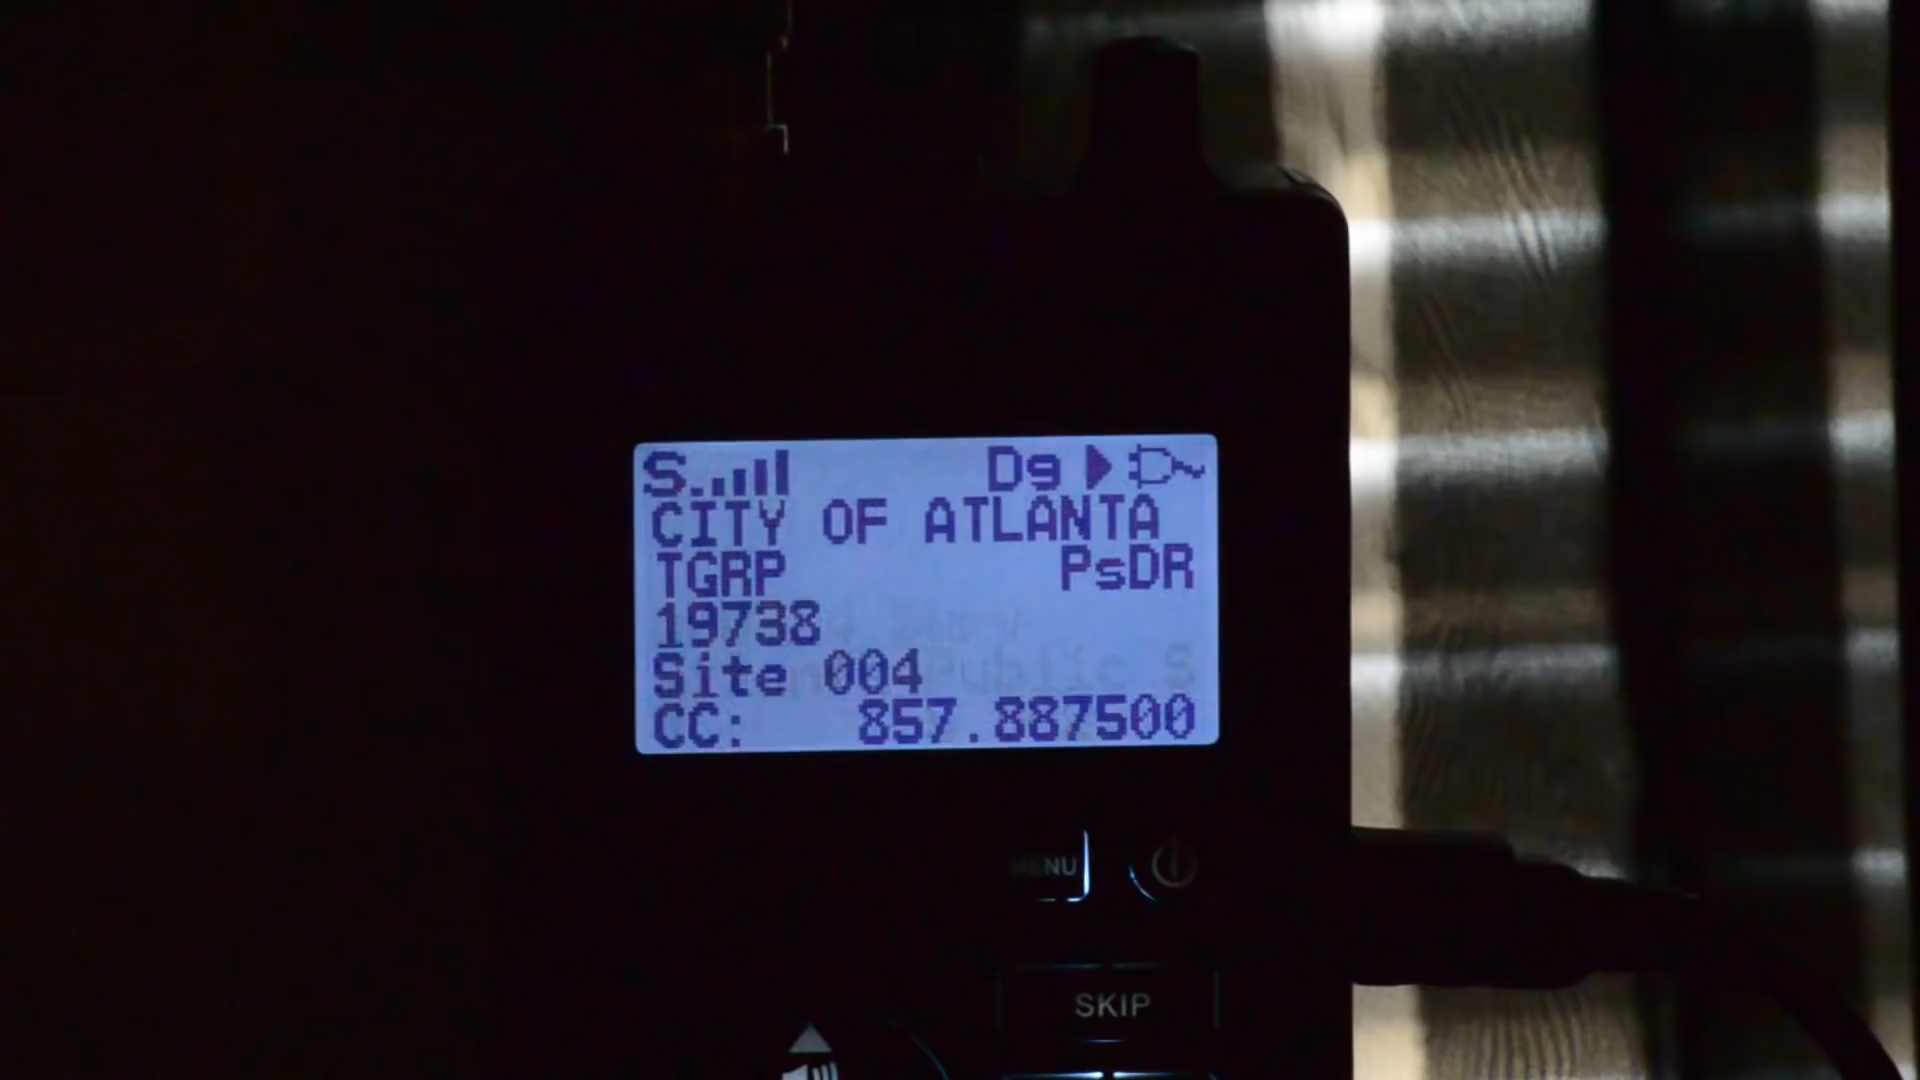 S Dg
CITY OF ATLANTA
TGRP PsDR
19738
Site 004
CC: 857.887500
MENU
SKIP